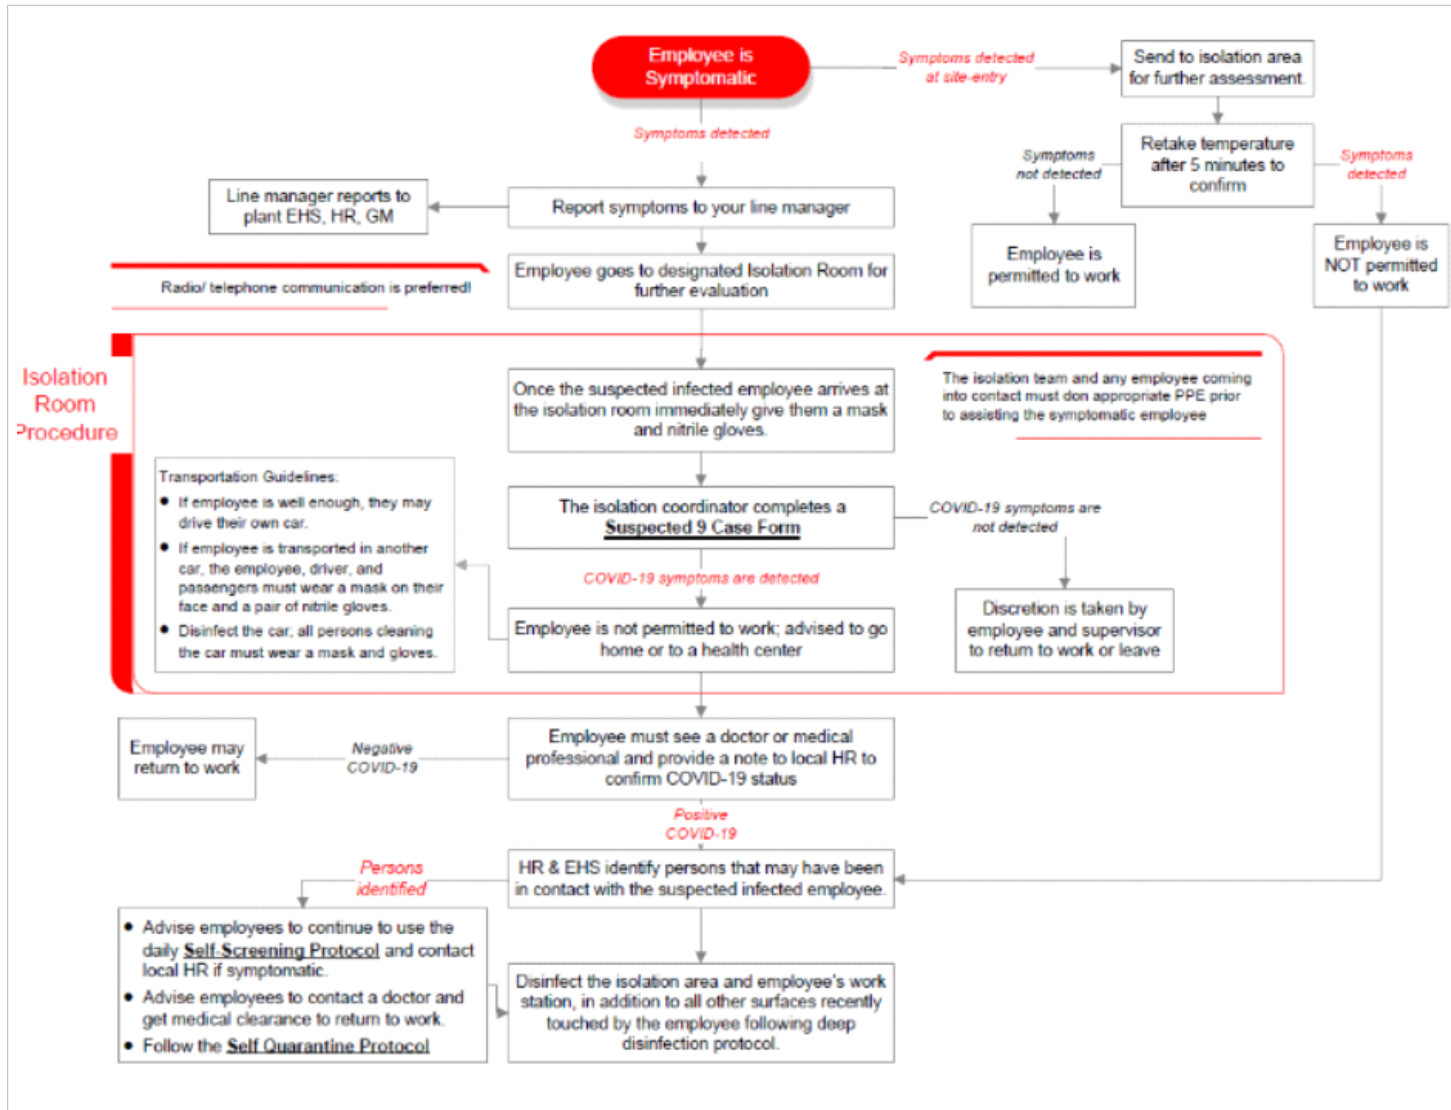 Employee is
Symptomatic
Symptoms detected
at site-entry
Send to isolation area
for further assessment.
Symptoms detected
Retake temperature
after 5 minutes to
confirm
Symptoms
not detected
Symptoms
detected
Line manager reports to
plant EHS, HR, GM
Report symptoms to your line manager
Employee is
permitted to work
Employee is
NOT permitted
to work
Radio/ telephone communication is preferred!
Employee goes to designated Isolation Room for
further evaluation
Isolation
Room
Procedure
Once the suspected infected employee arrives at
the isolation room immediately give them a mask
and nitrile gloves.
The isolation team and any employee coming
into contact must don appropriate PPE prior
to assisting the symptomatic employee
Transportation Guidelines:
● If employee is well enough, they may
drive their own car.
● If employee is transported in another
car, the employee, driver, and
passengers must wear a mask on their
face and a pair of nitrile gloves.
● Disinfect the car; all persons cleaning
the car must wear a mask and gloves.
The isolation coordinator completes a
Suspected 9 Case Form
COVID-19 symptoms are
not detected
COVID-19 symptoms are detected
Employee is not permitted to work; advised to go
home or to a health center
Discretion is taken by
employee and supervisor
to return to work or leave
Employee may
return to work
Negative
COVID-19
Employee must see a doctor or medical
professional and provide a note to local HR to
confirm COVID-19 status
Positive
COVID-19
Persons
identified
HR & EHS identify persons that may have been
in contact with the suspected infected employee.
● Advise employees to continue to use the
daily Self-Screening Protocol and contact
local HR if symptomatic.
● Advise employees to contact a doctor and
get medical clearance to return to work.
● Follow the Self Quarantine Protocol
Disinfect the isolation area and employee's work
station, in addition to all other surfaces recently
touched by the employee following deep
disinfection protocol.